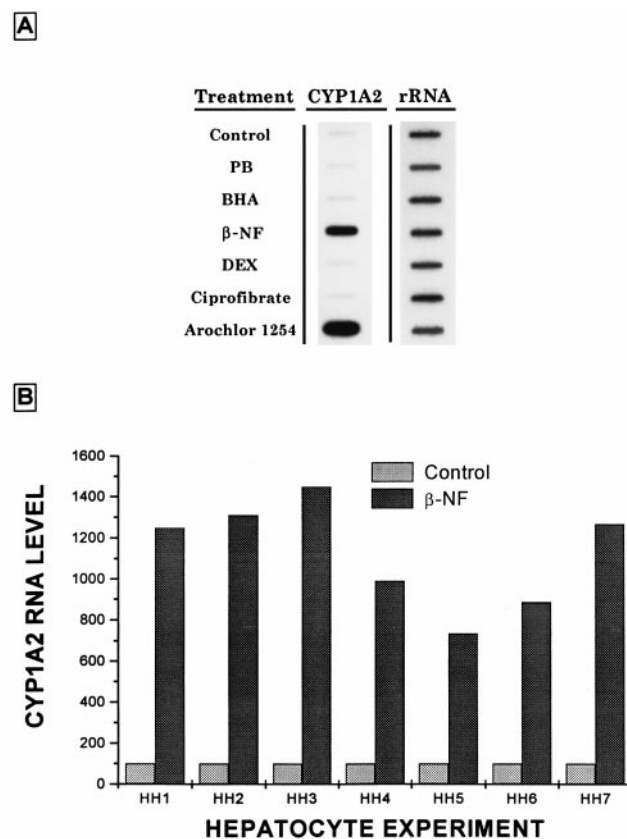 A
Treatment CYP1A2 rRNA
Control
PB
BHA
β-NF
DEX
Ciprofibrate
Arochlor 1254
B
1600
1400
1200
1000
800
600
400
200
0
CYP1A2 RNA LEVEL
Control
β-NF
HH1 HH2 HH3 HH4 HH5 HH6 HH7
HEPATOCYTE EXPERIMENT